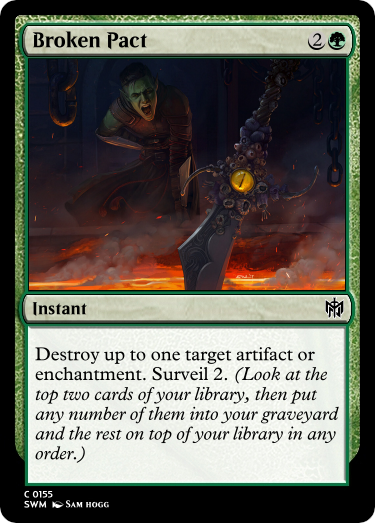 Broken Pact 2
Instant
Destroy up to one target artifact or
enchantment. Surveil 2. (Look at the
top two cards of your library, then put
any number of them into your graveyard
and the rest on top of your library in any
order.)
C 0155
SWM Sam hogg